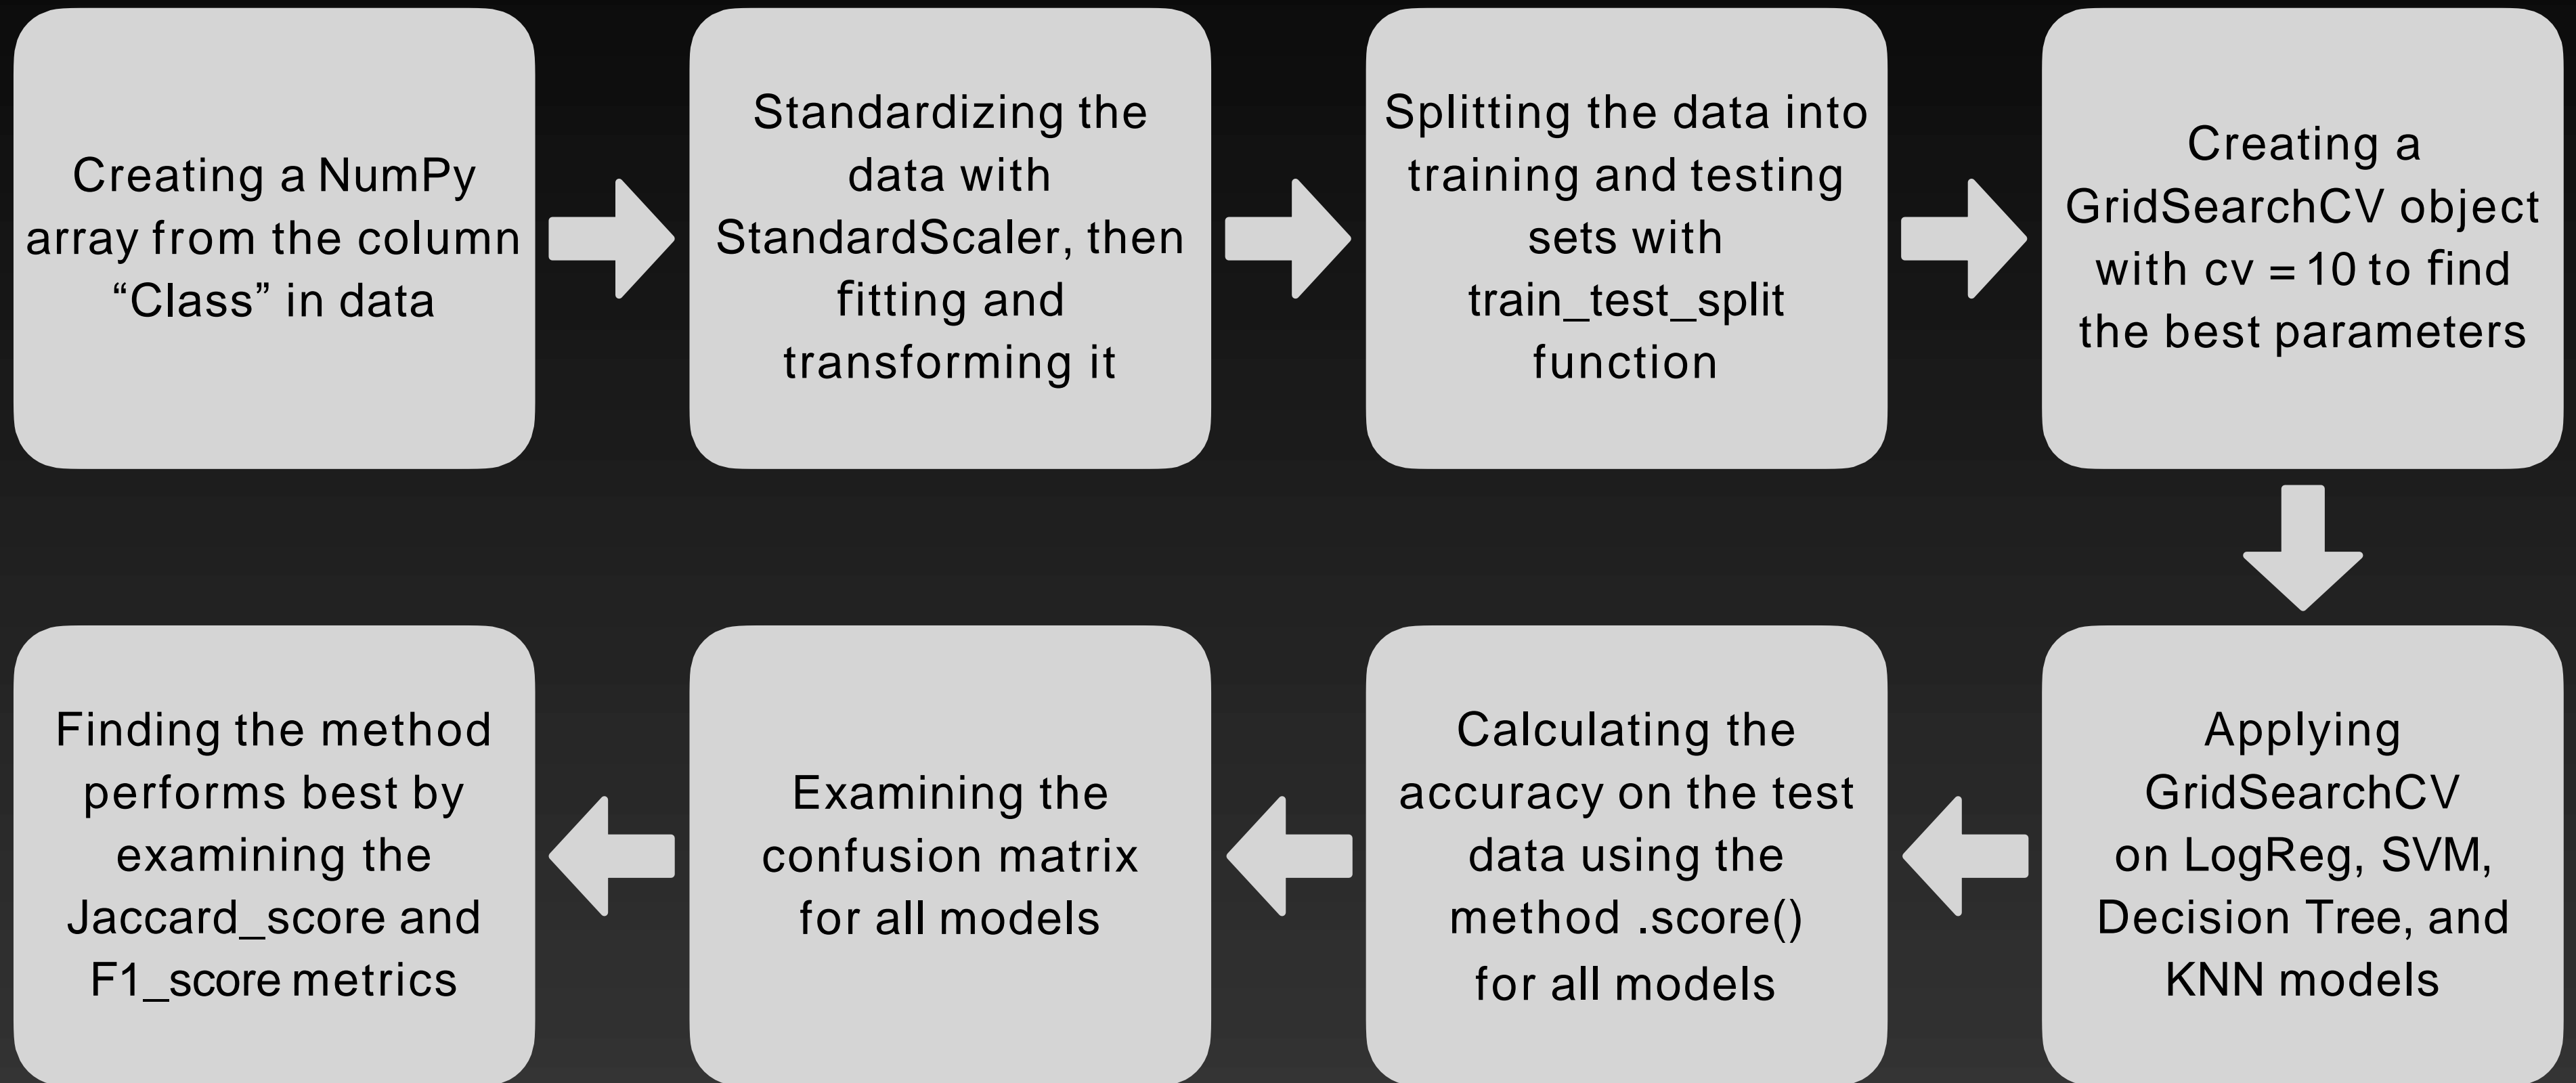 Creating a NumPy
array from the column
“Class” in data
Standardizing the
data with
StandardScaler, then
fitting and
transforming it
Splitting the data into
training and testing
sets with
train_test_split
function
Creating a
GridSearchCV object
with cv = 10 to find
the best parameters
Applying
GridSearchCV
on LogReg, SVM,
Decision Tree, and
KNN models
Calculating the
accuracy on the test
data using the
method .score()
for all models
Examining the
confusion matrix
for all models
Finding the method
performs best by
examining the
Jaccard_score and
F1_score metrics